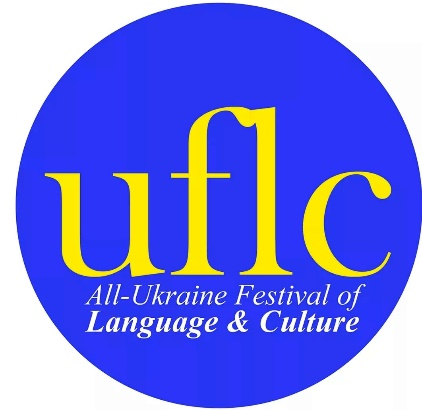 uflc
All-Ukraine Festival of
Language & Culture